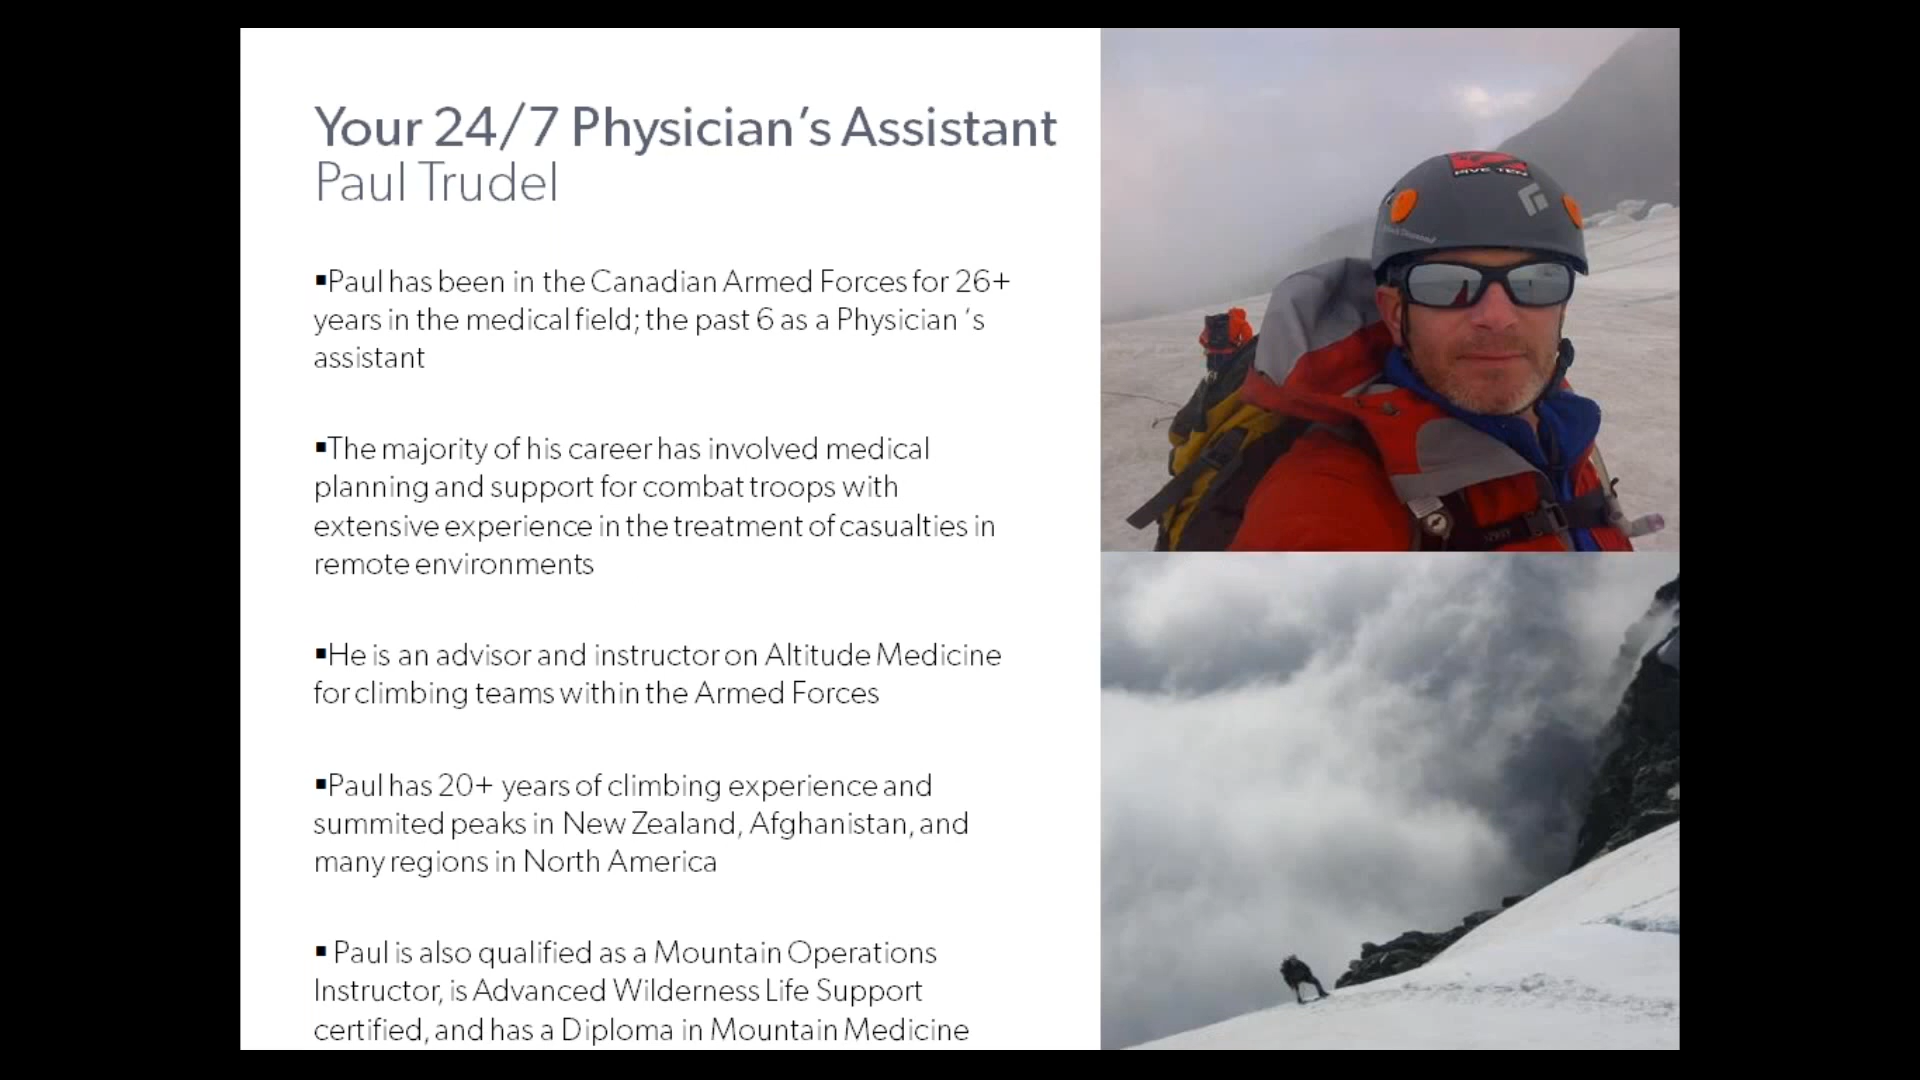 Your 24/7 Physician's Assistant
Paul Trudel
▪Paul has been in the Canadian Armed Forces for 26+
years in the medical field; the past 6 as a Physician 's
assistant
▪The majority of his career has involved medical
planning and support for combat troops with
extensive experience in the treatment of casualties in
remote environments
▪He is an advisor and instructor on Altitude Medicine
for climbing teams within the Armed Forces
▪Paul has 20+ years of climbing experience and
summited peaks in New Zealand, Afghanistan, and
many regions in North America
▪ Paul is also qualified as a Mountain Operations
Instructor, is Advanced Wilderness Life Support
certified, and has a Diploma in Mountain Medicine
FIVE TEN
Black Diamond